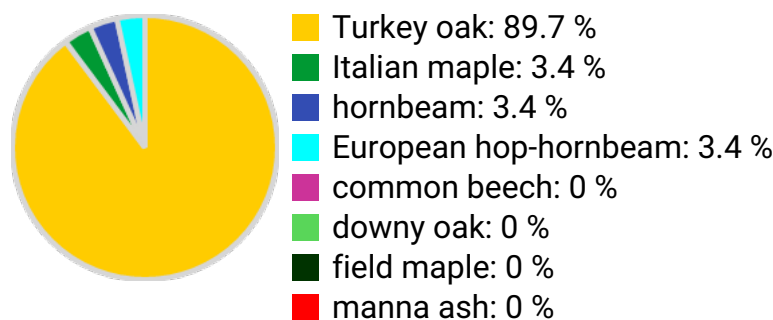 Turkey oak: 89.7 %
Italian maple: 3.4 %
hornbeam: 3.4 %
European hop-hornbeam: 3.4 %
common beech: 0 %
downy oak: 0 %
field maple: 0 %
manna ash: 0 %